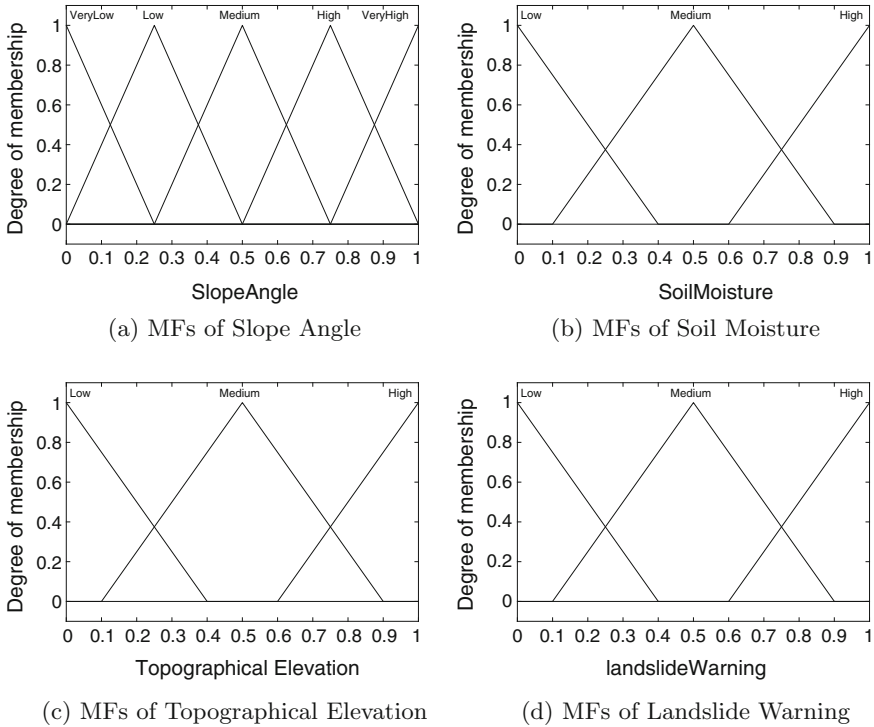 VeryLow Low Medium High VeryHigh
Degree of membership
1
0.8
0.6
0.4
0.2
0
0 0.1 0.2 0.3 0.4 0.5 0.6 0.7 0.8 0.9 1
SlopeAngle
(a) MFs of Slope Angle
Low Medium High
Degree of membership
1
0.8
0.6
0.4
0.2
0
0 0.1 0.2 0.3 0.4 0.5 0.6 0.7 0.8 0.9 1
SoilMoisture
(b) MFs of Soil Moisture
Low Medium High
Degree of membership
1
0.8
0.6
0.4
0.2
0
0 0.1 0.2 0.3 0.4 0.5 0.6 0.7 0.8 0.9 1
Topographical Elevation
(c) MFs of Topographical Elevation
Low Medium High
Degree of membership
1
0.8
0.6
0.4
0.2
0
0 0.1 0.2 0.3 0.4 0.5 0.6 0.7 0.8 0.9 1
landslideWarning
(d) MFs of Landslide Warning